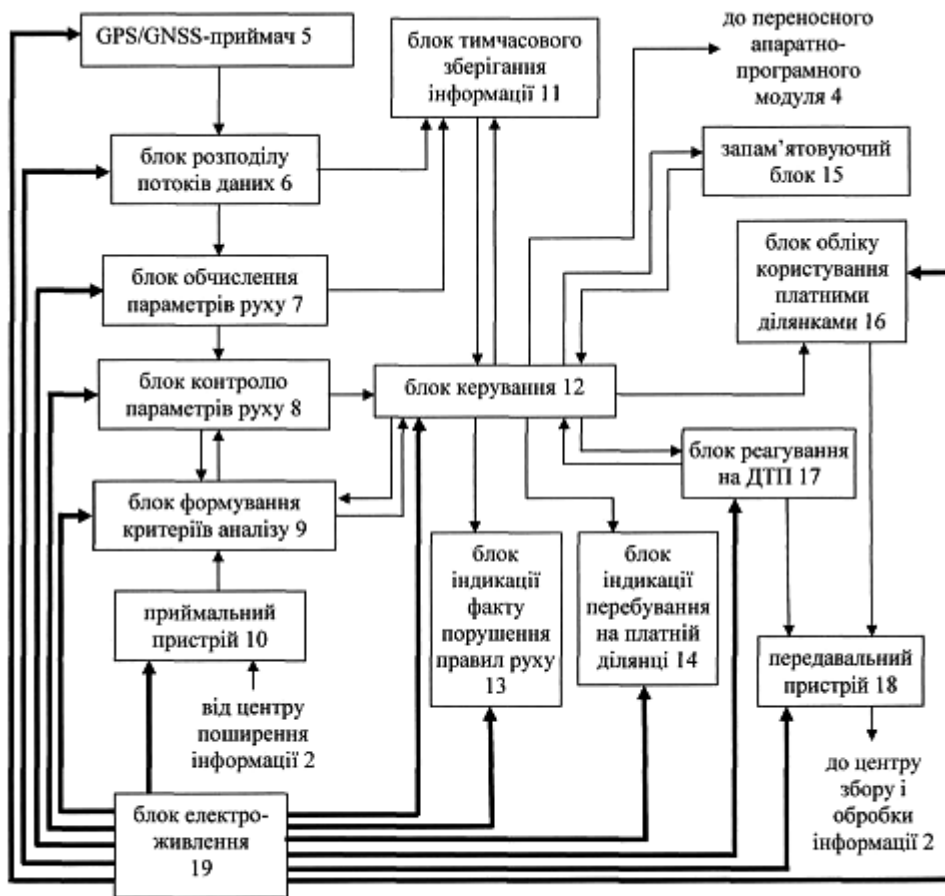 GPS/GNSS-приймач 5
блок тимчасового
зберігання
інформації 11
до переносного
апаратно-
програмного
модуля 4
блок розподілу
потоків даних 6
запам’ятовуючий
блок 15
блок обчислення
параметрів руху 7
блок обліку
користування
платними
ділянками 16
блок контролю
параметрів руху 8
блок керування 12
блок реагування
на ДТП 17
блок формування
критеріїв аналізу 9
блок
індикації
факту
порушення
правил руху
13
блок
індикації
перебування
на платній
ділянці 14
приймальний
пристрій 10
передавальний
пристрій 18
від центру
поширення
інформації 2
до центру
збору і
обробки
інформації 2
блок електро-
живлення
19